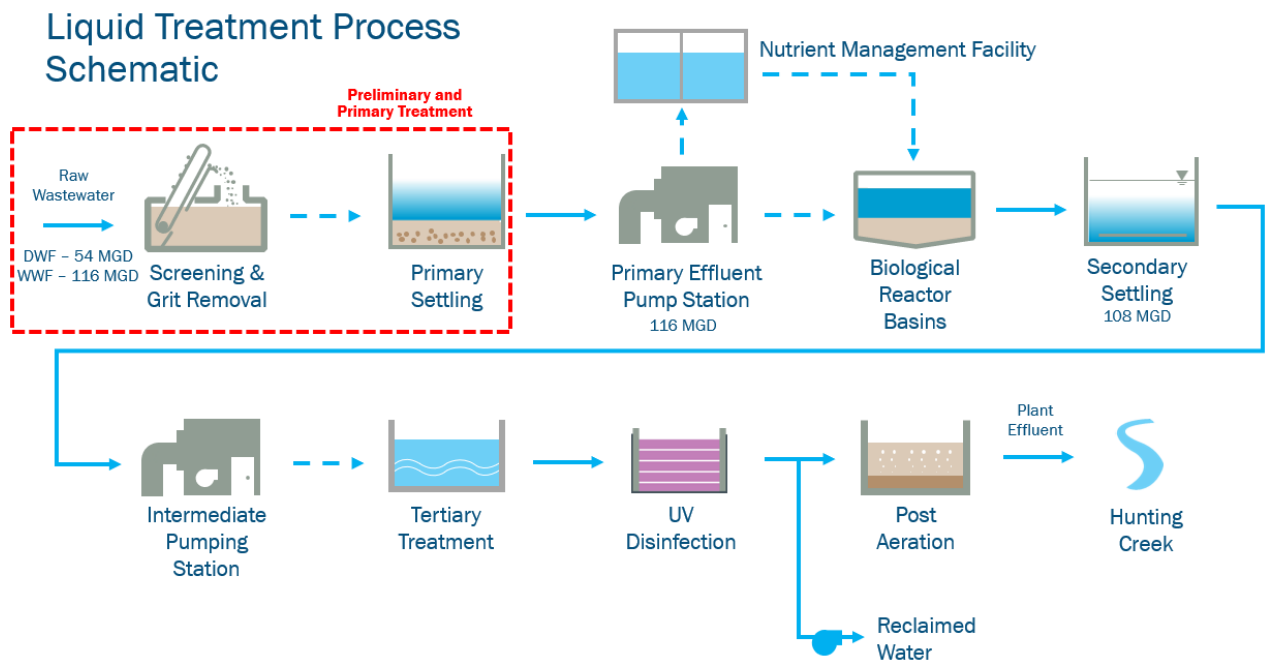 Liquid Treatment Process
Schematic
Nutrient Management Facility
Preliminary and
Primary Treatment
Raw
Wastewater
DWF – 54 MGD
WWF – 116 MGD
Screening &
Grit Removal
Primary
Settling
Primary Effluent
Pump Station
116 MGD
Biological
Reactor
Basins
Secondary
Settling
108 MGD
Intermediate
Pumping
Station
Tertiary
Treatment
UV
Disinfection
Post
Aeration
Plant
Effluent
Hunting
Creek
Reclaimed
Water